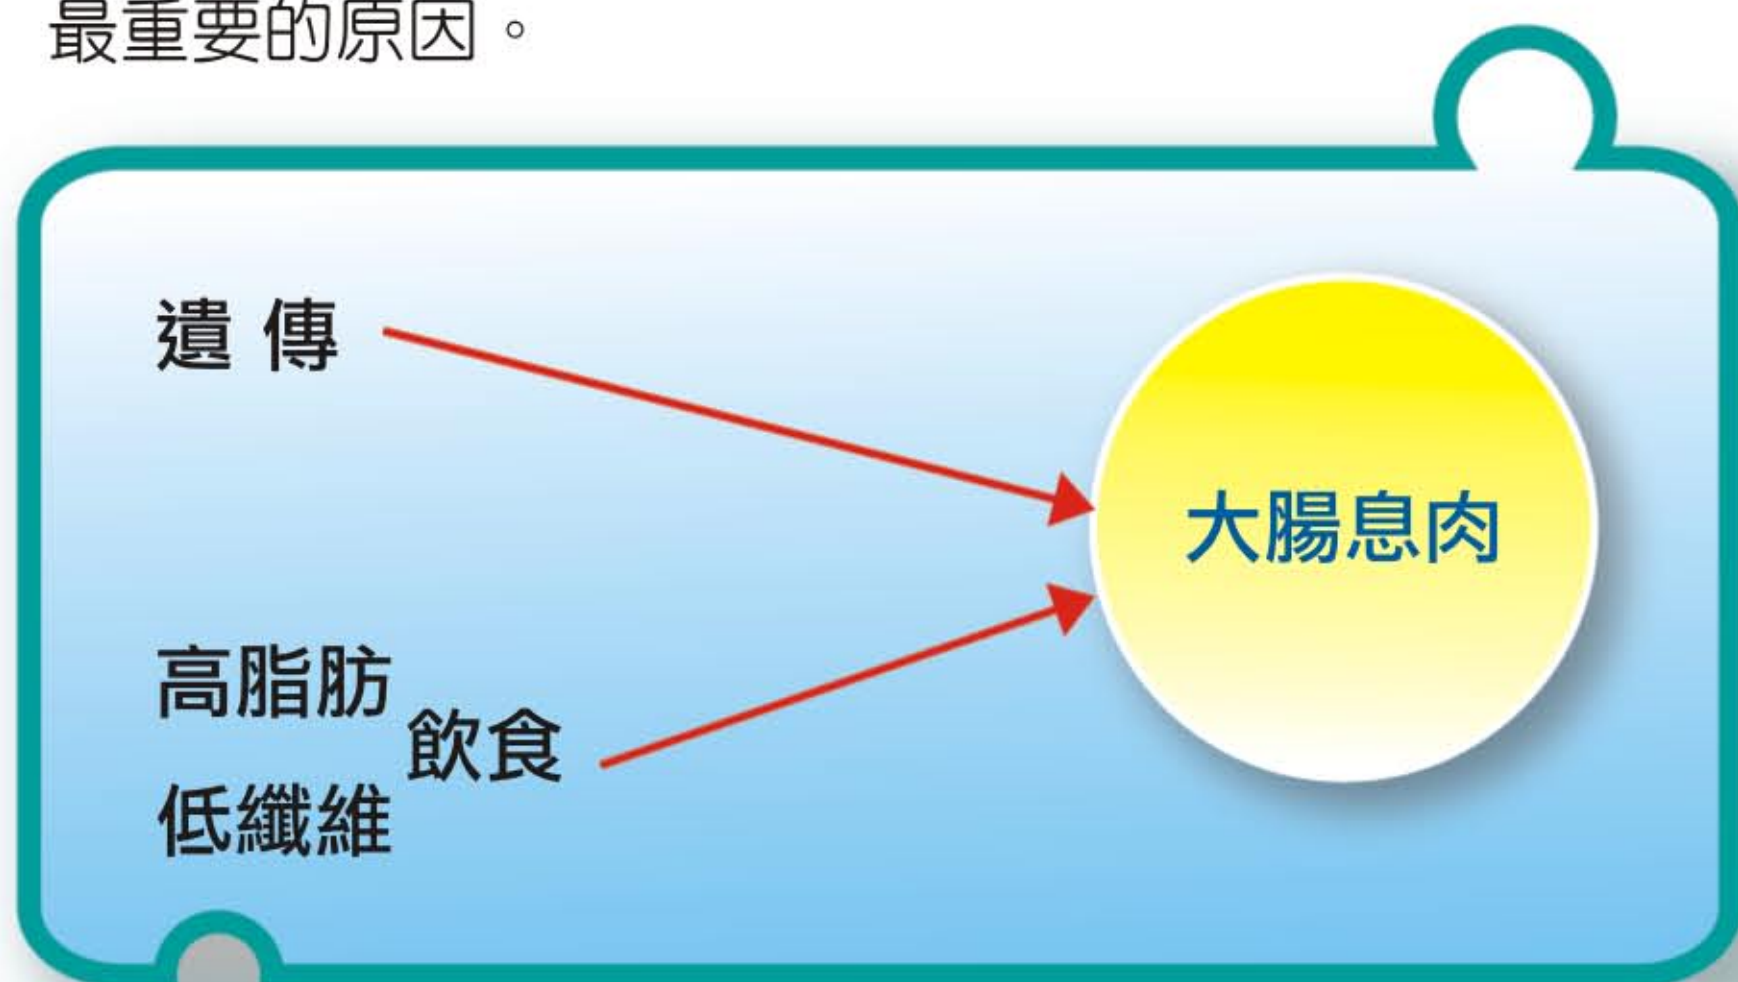 最重要的原因。
遺傳
大腸息肉
高脂肪
飲食
低纖維